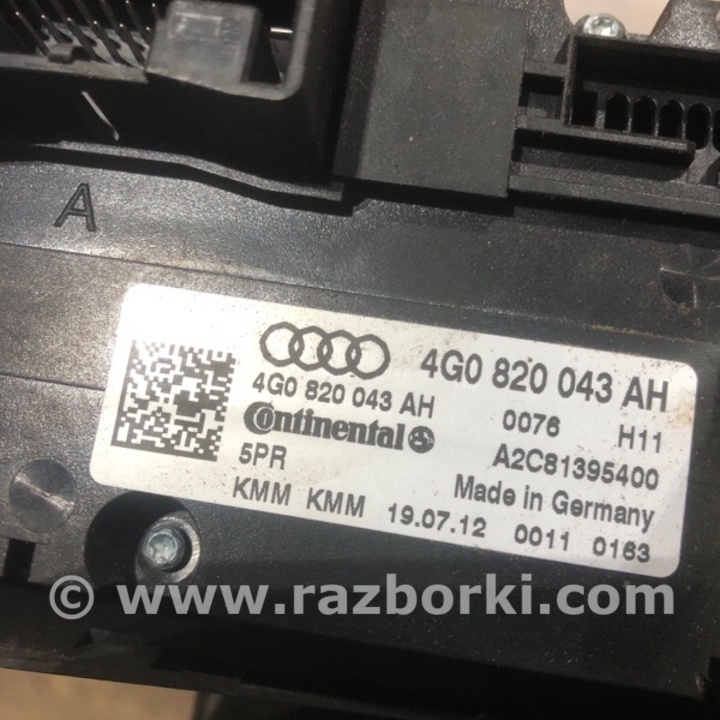 A
4G0 820 043 AH
4G0 820 043 AH
0076 H11
Continental
A2C81395400
5PR
Made in Germany
KMM KMM 19.07.12 0011 0163
© www.razborki.com